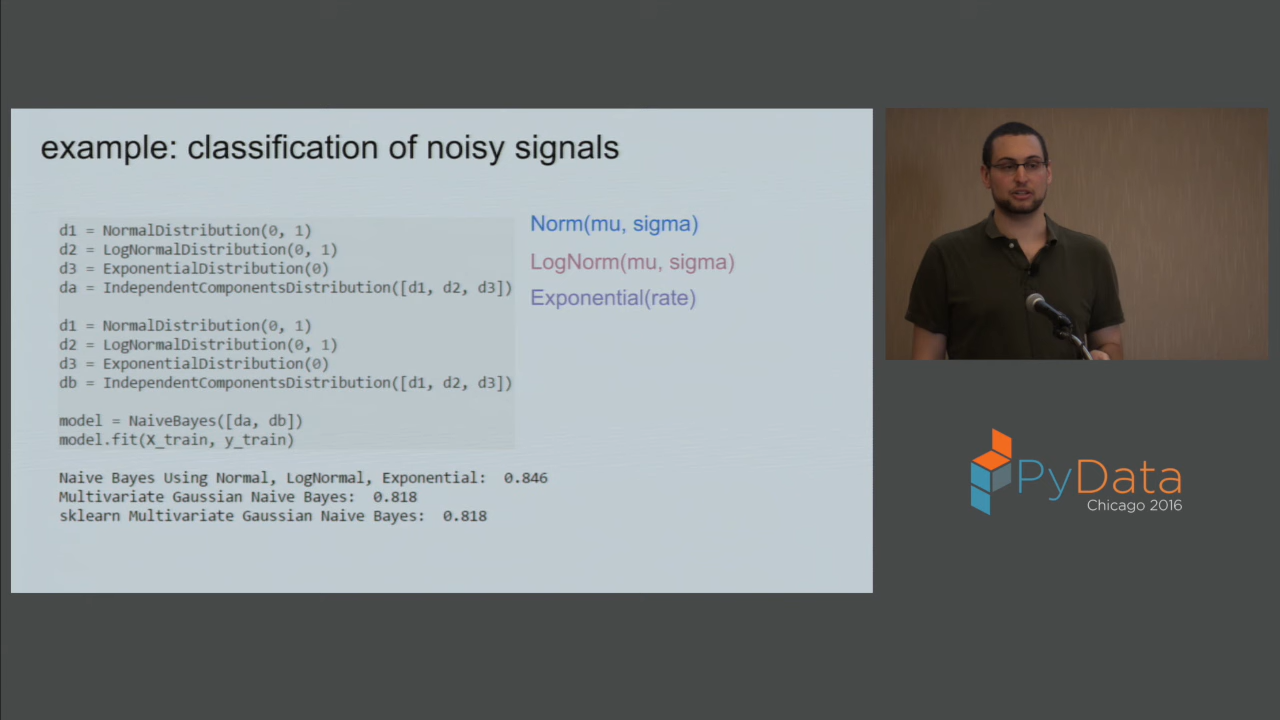 example: classification of noisy signals
d1 = NormalDistribution(0, 1)
d2 = LogNormalDistribution(0, 1)
d3 = ExponentialDistribution(0)
da = IndependentComponentsDistribution([d1, d2, d3])
d1 = NormalDistribution(0, 1)
d2 = LogNormalDistribution(0, 1)
d3 = ExponentialDistribution(0)
db = IndependentComponentsDistribution([d1, d2, d3])
model = NaiveBayes([da, db])
model.fit(X_train, y_train)
Norm(mu, sigma)
LogNorm(mu, sigma)
Exponential(rate)
Naive Bayes Using Normal, LogNormal, Exponential: 0.846
Multivariate Gaussian Naive Bayes: 0.818
sklearn Multivariate Gaussian Naive Bayes: 0.818
PyData
Chicago 2016